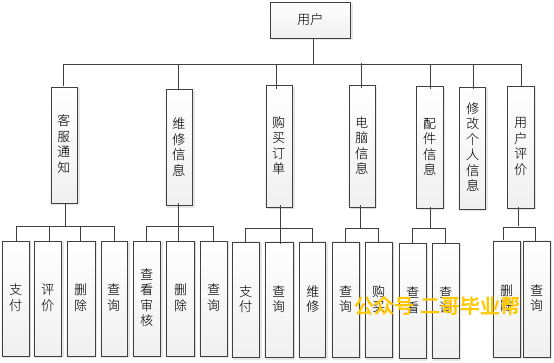 用户
客服通知
维修信息
购买订单
电脑信息
配件信息
修改个人信息
用户评价
支付
评价
删除
查询
查看审核
删除
查询
支付
查询
维修
查询
购买
查看
查询
删除
查询
公众号 二哥毕业帮